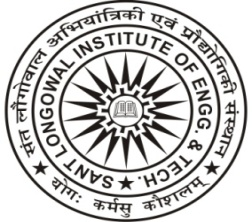 संत लौंगोवाल अभियांत्रिकी एवं प्रौद्योगिकी संस्थान
SANT LONGOWAL INSTITUTE OF ENGG. & TECH.
योगः कर्मसु कौशलम्